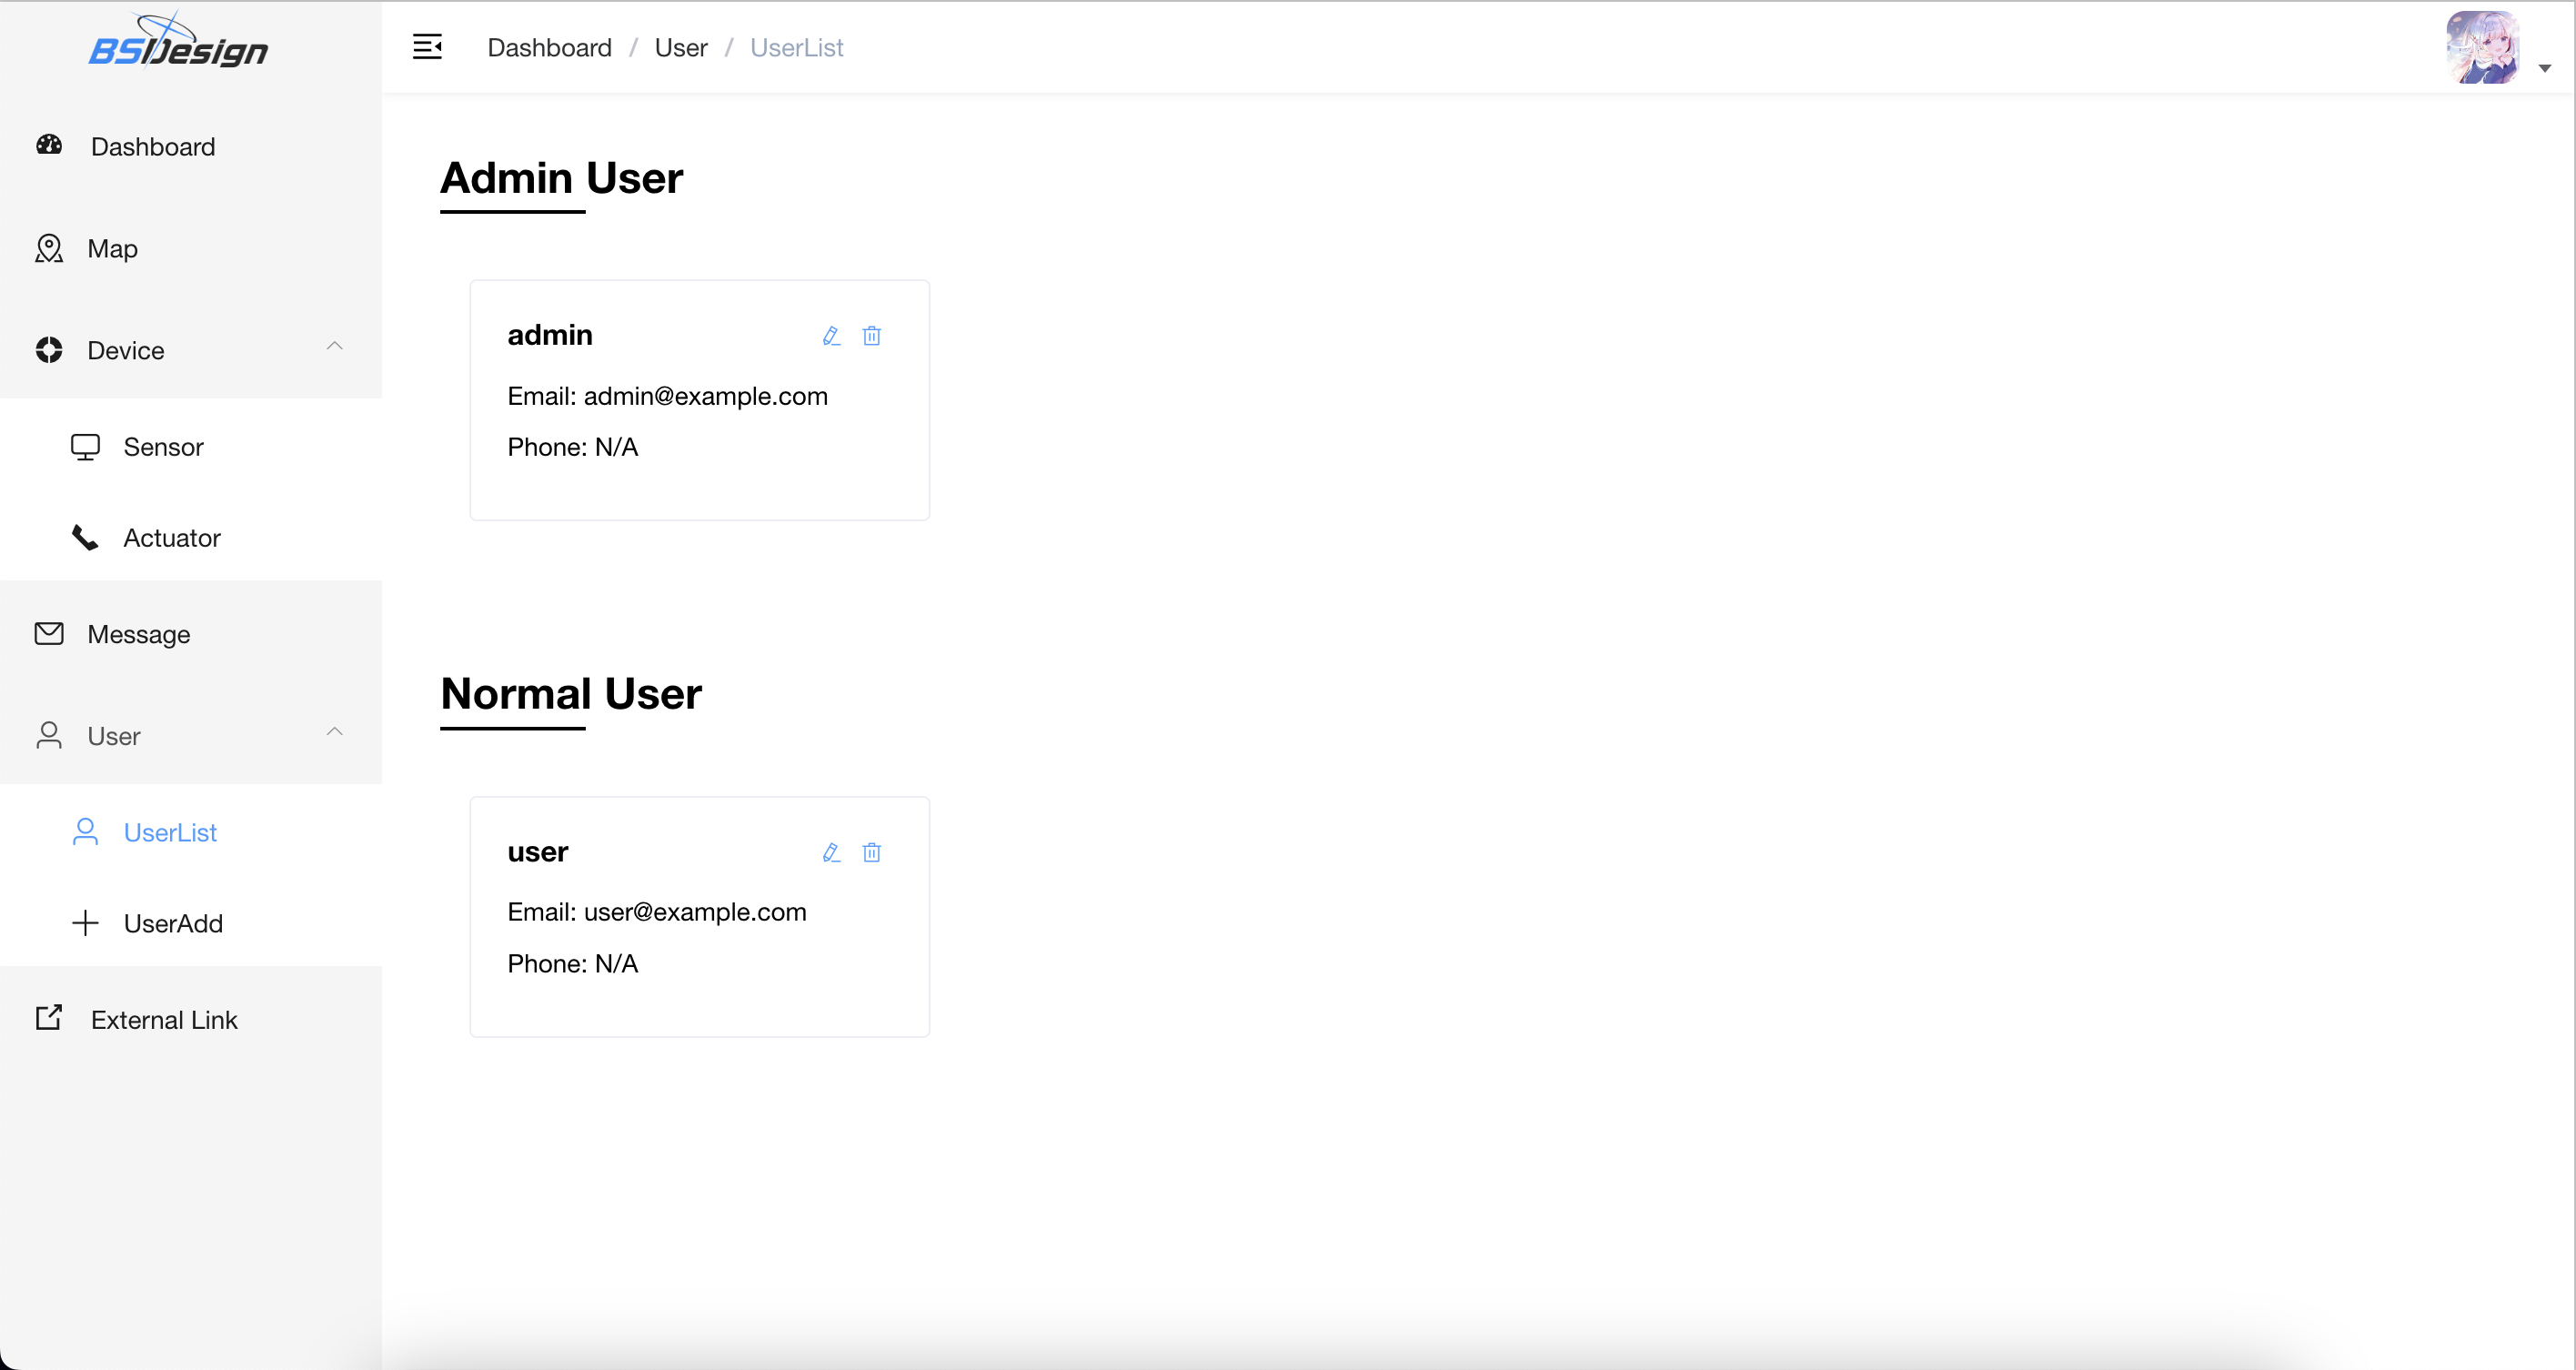 BSDesign
Dashboard / User / UserList
Dashboard
Map
Device
Sensor
Actuator
Message
User
UserList
UserAdd
External Link
Admin User
admin
Email: admin@example.com
Phone: N/A
Normal User
user
Email: user@example.com
Phone: N/A